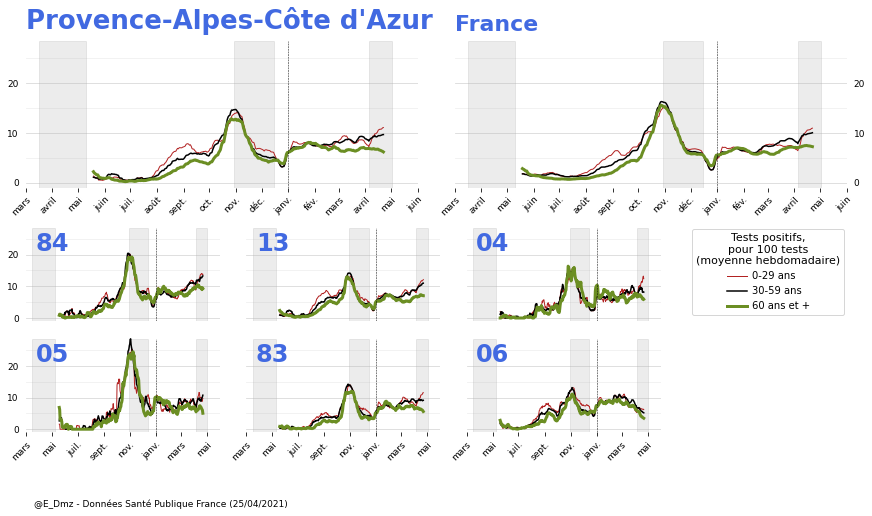 Provence-Alpes-Côte d'Azur
France
20
10
0
20
10
0
mars avril mai juin juil. août sept. oct. nov. déc. janv. fév. mars avril mai juin
mars avril mai juin juil. août sept. oct. nov. déc. janv. fév. mars avril mai juin
84
13
04
20
10
0
Tests positifs,
pour 100 tests
(moyenne hebdomadaire)
0-29 ans
30-59 ans
60 ans et +
05
83
06
20
10
0
mars mai juil. sept. nov. janv. mars mai
mars mai juil. sept. nov. janv. mars mai
mars mai juil. sept. nov. janv. mars mai
@E_Dmz - Données Santé Publique France (25/04/2021)